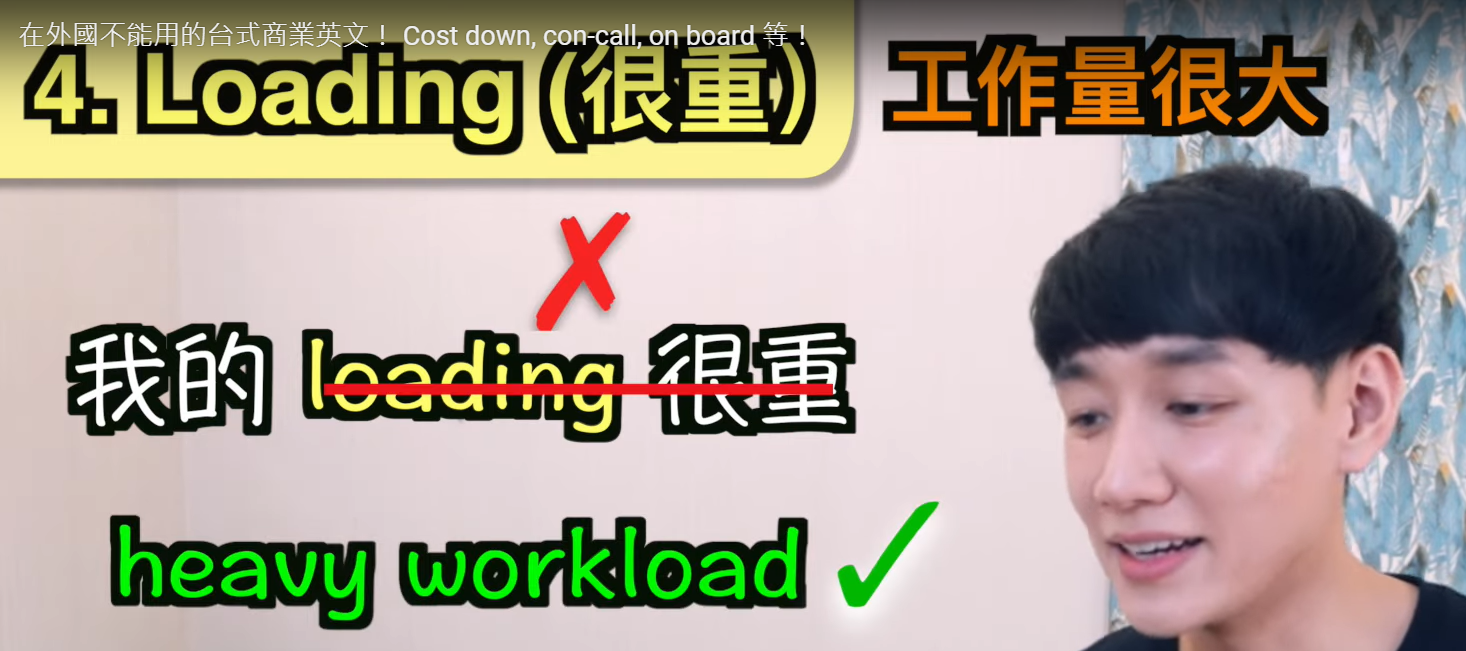 在外國不能用的台式商業英文！ Cost down, con-call, on board 等！
4. Loading (很重) 工作量很大
✗
我的 loading 很重
heavy workload ✓